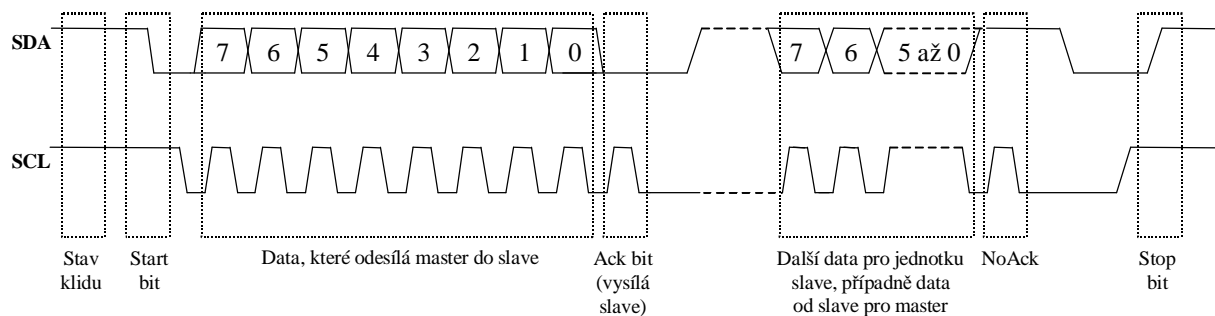 SDA
7 6 5 4 3 2 1 0
7 6 5 až 0
SCL
Stav
klidu
Start
bit
Data, které odesílá master do slave
Ack bit
(vysílá
slave)
Další data pro jednotku
slave, případně data
od slave pro master
NoAck
Stop
bit